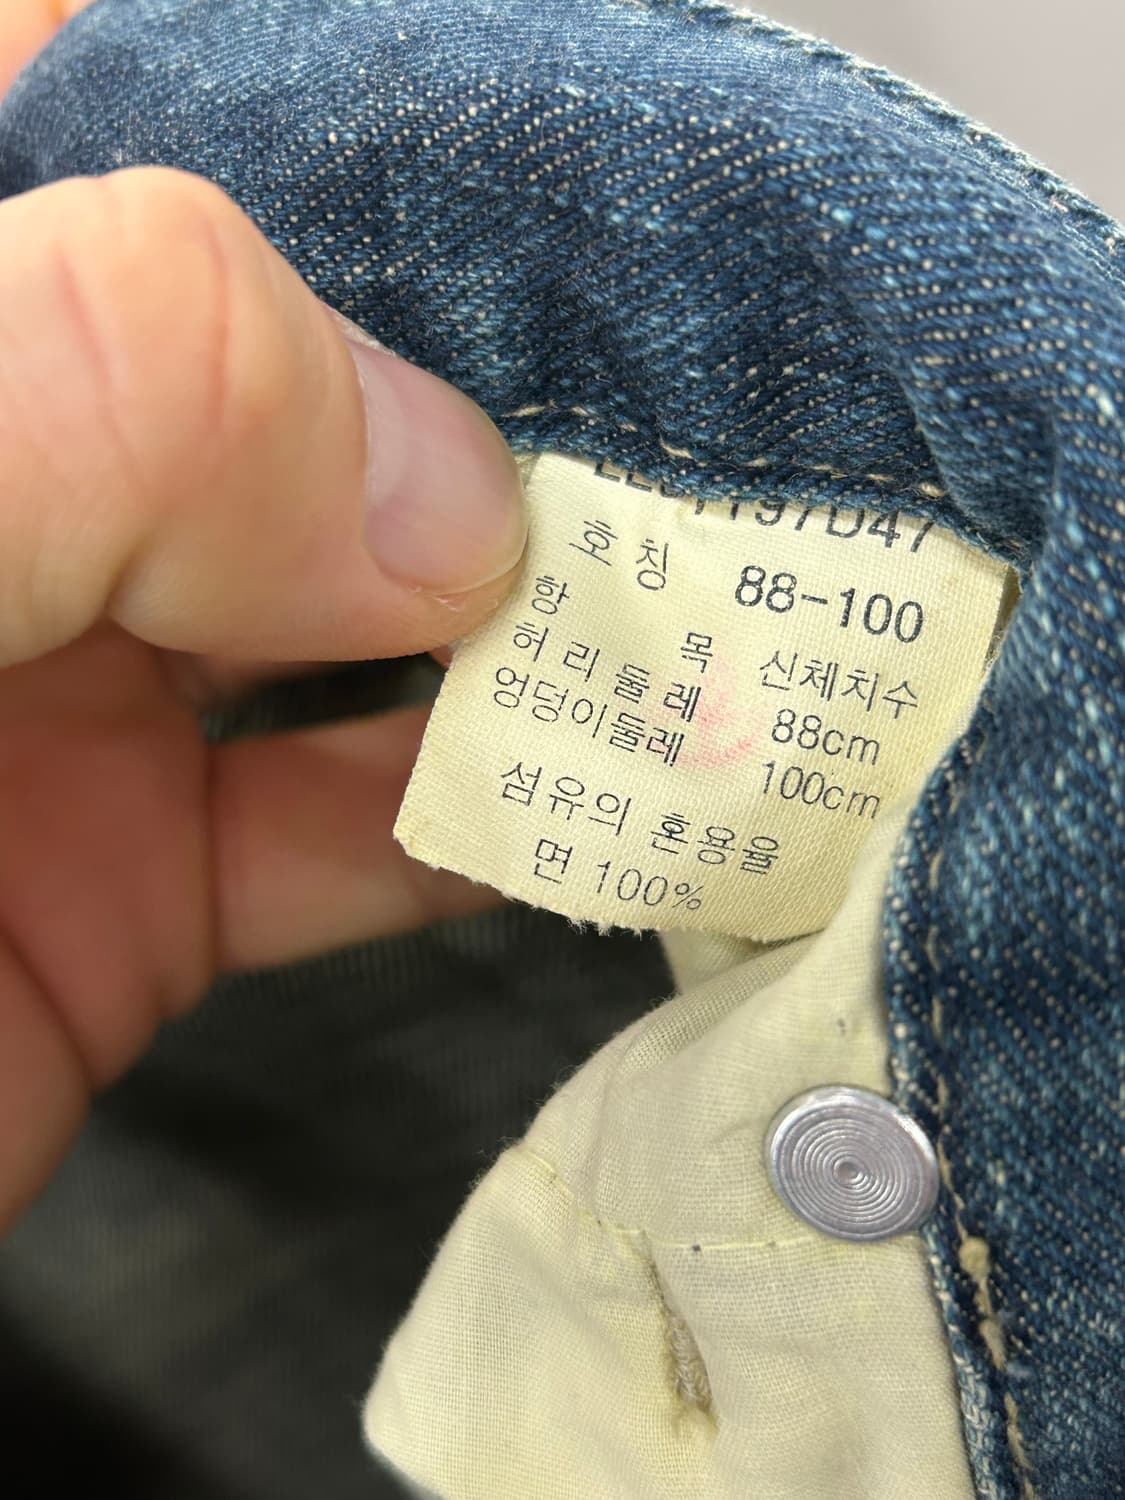 호칭 88-100
항목 신체치수
허리둘레 88cm
엉덩이둘레 100cm
섬유의 혼용율
면 100%